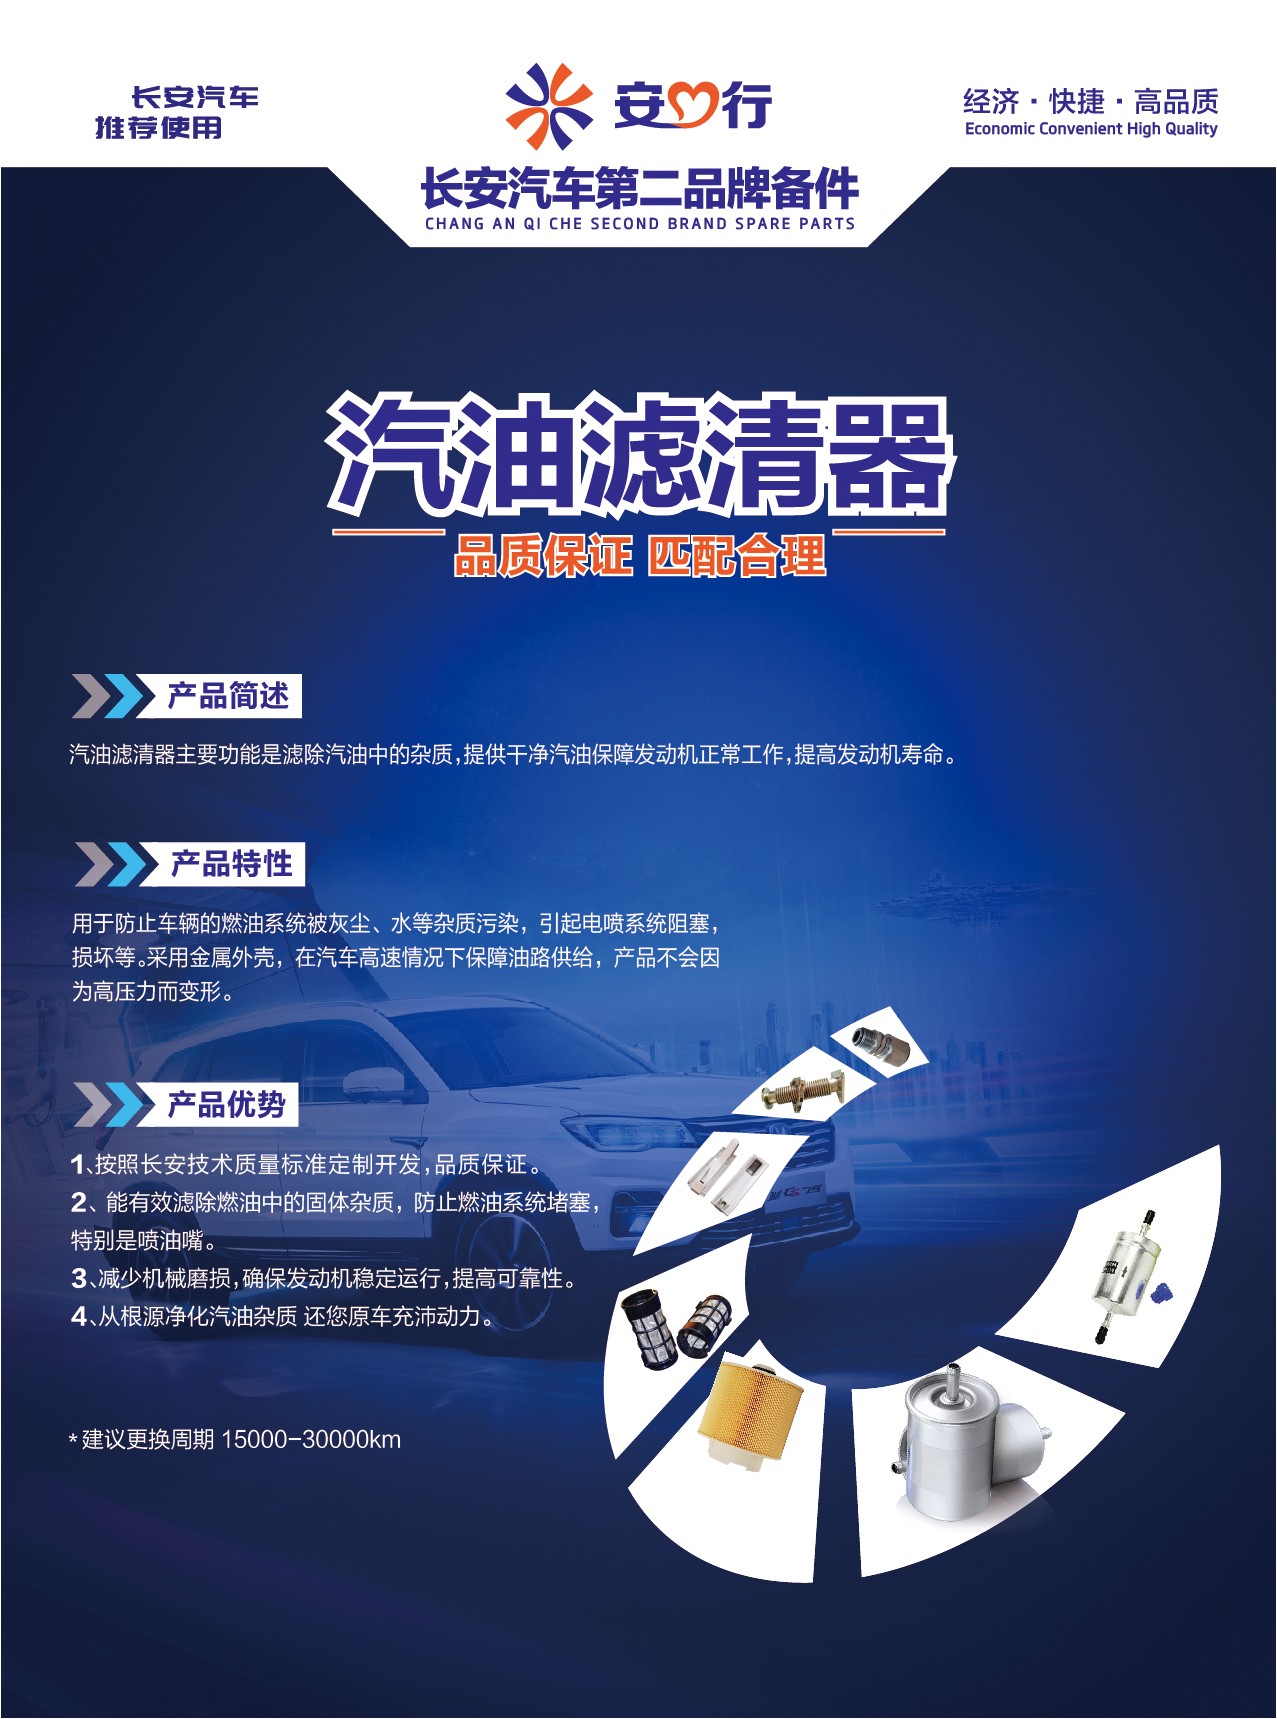 长安汽车
推荐使用
安心行
经济·快捷·高品质
Economic Convenient High Quality
长安汽车第二品牌备件
CHANG AN QI CHE SECOND BRAND SPARE PARTS
汽油滤清器
品质保证 匹配合理
产品简述
汽油滤清器主要功能是滤除汽油中的杂质,提供干净汽油保障发动机正常工作,提高发动机寿命。
产品特性
用于防止车辆的燃油系统被灰尘、水等杂质污染，引起电喷系统阻塞，
损坏等。采用金属外壳，在汽车高速情况下保障油路供给，产品不会因
为高压力而变形。
产品优势
1、按照长安技术质量标准定制开发,品质保证。
2、能有效滤除燃油中的固体杂质，防止燃油系统堵塞，
特别是喷油嘴。
3、减少机械磨损,确保发动机稳定运行,提高可靠性。
4、从根源净化汽油杂质 还您原车充沛动力。
*建议更换周期 15000-30000km